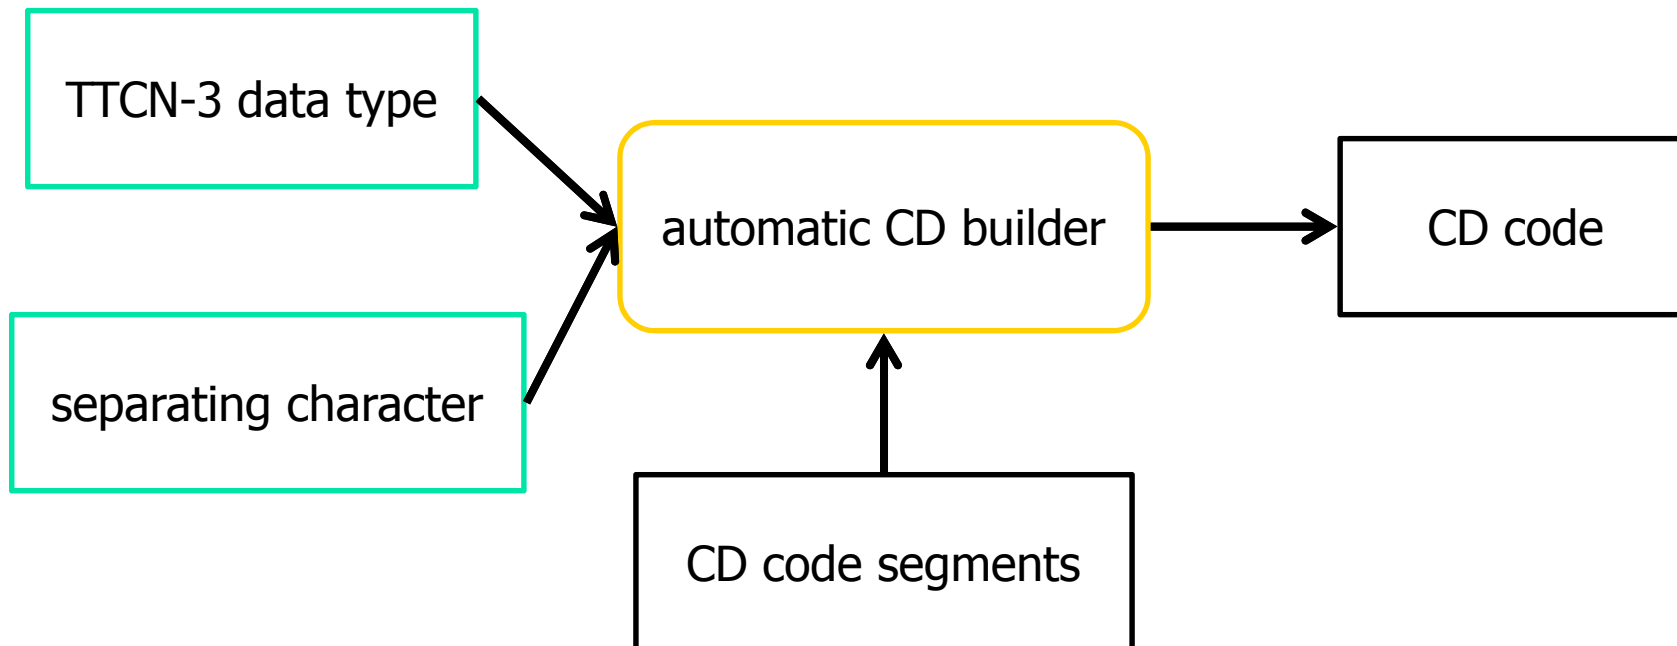 TTCN-3 data type
automatic CD builder
CD code
separating character
CD code segments